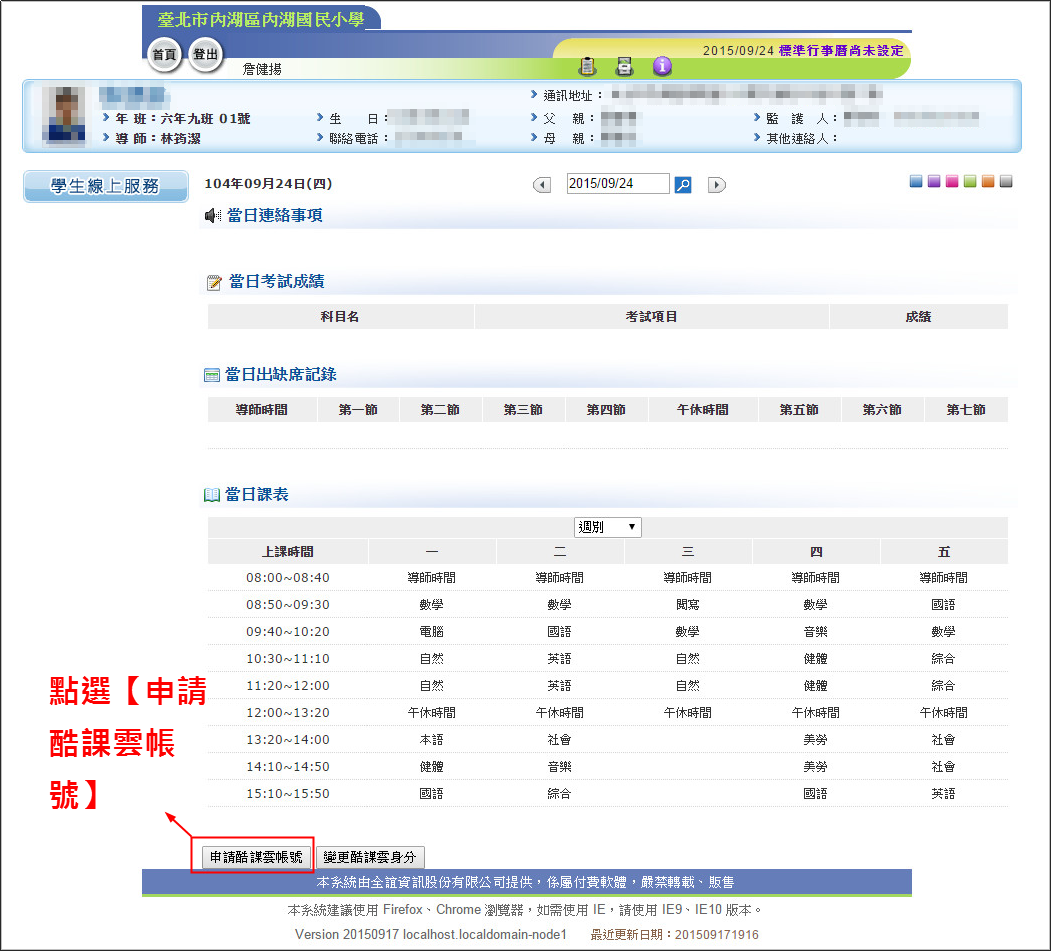 臺北市內湖區內湖國民小學
首頁 登出
詹健揚
2015/09/24 標準行事曆尚未設定
通訊地址：
年 班：六年九班 01號 生 日： 父 親： 監 護 人：
導 師：林筠潔 聯絡電話： 母 親： 其他連絡人：
學生線上服務
104年09月24日(四) 2015/09/24
當日連絡事項
當日考試成績
科目名 考試項目 成績
當日出缺席記錄
導師時間 第一節 第二節 第三節 第四節 午休時間 第五節 第六節 第七節
當日課表
週別
上課時間 一 二 三 四 五
08:00~08:40 導師時間 導師時間 導師時間 導師時間 導師時間
08:50~09:30 數學 數學 閱寫 數學 國語
09:40~10:20 電腦 國語 數學 音樂 數學
10:30~11:10 自然 英語 自然 健體 綜合
11:20~12:00 自然 英語 自然 健體 綜合
12:00~13:20 午休時間 午休時間 午休時間 午休時間 午休時間
13:20~14:00 本語 社會 美勞 社會
14:10~14:50 健體 音樂 美勞 社會
15:10~15:50 國語 綜合 國語 英語
點選【申請
酷課雲帳
號】
申請酷課雲帳號 變更酷課雲身分
本系統由全誼資訊股份有限公司提供，係屬付費軟體，嚴禁轉載、販售
本系統建議使用 Firefox、Chrome 瀏覽器，如需使用 IE，請使用 IE9、IE10 版本。
Version 20150917 localhost.localdomain-node1 最近更新日期：201509171916